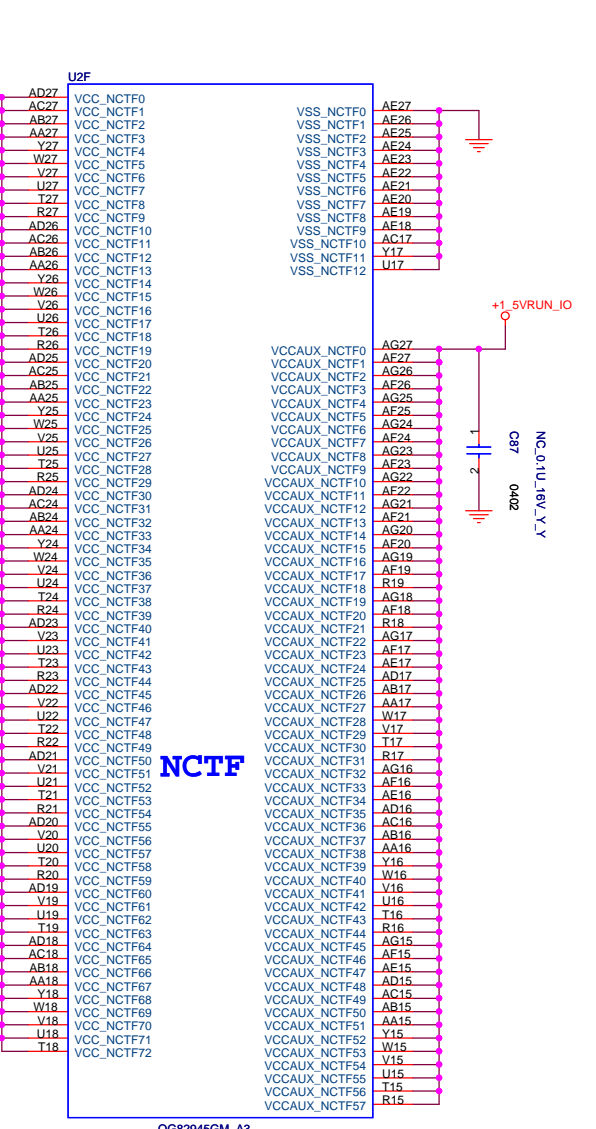 U2F
AD27 VCC_NCTF0
AC27 VCC_NCTF1
AB27 VCC_NCTF2
AA27 VCC_NCTF3
Y27 VCC_NCTF4
W27 VCC_NCTF5
V27 VCC_NCTF6
U27 VCC_NCTF7
T27 VCC_NCTF8
R27 VCC_NCTF9
AD26 VCC_NCTF10
AC26 VCC_NCTF11
AB26 VCC_NCTF12
AA26 VCC_NCTF13
Y26 VCC_NCTF14
W26 VCC_NCTF15
V26 VCC_NCTF16
U26 VCC_NCTF17
T26 VCC_NCTF18
R26 VCC_NCTF19
AD25 VCC_NCTF20
AC25 VCC_NCTF21
AB25 VCC_NCTF22
AA25 VCC_NCTF23
Y25 VCC_NCTF24
W25 VCC_NCTF25
V25 VCC_NCTF26
U25 VCC_NCTF27
T25 VCC_NCTF28
R25 VCC_NCTF29
AD24 VCC_NCTF30
AC24 VCC_NCTF31
AB24 VCC_NCTF32
AA24 VCC_NCTF33
Y24 VCC_NCTF34
W24 VCC_NCTF35
V24 VCC_NCTF36
U24 VCC_NCTF37
T24 VCC_NCTF38
R24 VCC_NCTF39
AD23 VCC_NCTF40
V23 VCC_NCTF41
U23 VCC_NCTF42
T23 VCC_NCTF43
R23 VCC_NCTF44
AD22 VCC_NCTF45
V22 VCC_NCTF46
U22 VCC_NCTF47
T22 VCC_NCTF48
R22 VCC_NCTF49
AD21 VCC_NCTF50
V21 VCC_NCTF51
U21 VCC_NCTF52
T21 VCC_NCTF53
R21 VCC_NCTF54
AD20 VCC_NCTF55
V20 VCC_NCTF56
U20 VCC_NCTF57
T20 VCC_NCTF58
R20 VCC_NCTF59
AD19 VCC_NCTF60
V19 VCC_NCTF61
U19 VCC_NCTF62
T19 VCC_NCTF63
AD18 VCC_NCTF64
AC18 VCC_NCTF65
AB18 VCC_NCTF66
AA18 VCC_NCTF67
Y18 VCC_NCTF68
W18 VCC_NCTF69
V18 VCC_NCTF70
U18 VCC_NCTF71
T18 VCC_NCTF72
NCTF
VSS_NCTF0 AE27
VSS_NCTF1 AE26
VSS_NCTF2 AE25
VSS_NCTF3 AE24
VSS_NCTF4 AE23
VSS_NCTF5 AE22
VSS_NCTF6 AE21
VSS_NCTF7 AE20
VSS_NCTF8 AE19
VSS_NCTF9 AE18
VSS_NCTF10 AC17
VSS_NCTF11 Y17
VSS_NCTF12 U17
+1_5VRUN_IO
VCCAUX_NCTF0 AG27
VCCAUX_NCTF1 AF27
VCCAUX_NCTF2 AG26
VCCAUX_NCTF3 AF26
VCCAUX_NCTF4 AG25
VCCAUX_NCTF5 AF25
VCCAUX_NCTF6 AG24
VCCAUX_NCTF7 AF24
VCCAUX_NCTF8 AG23
VCCAUX_NCTF9 AF23
VCCAUX_NCTF10 AG22
VCCAUX_NCTF11 AF22
VCCAUX_NCTF12 AG21
VCCAUX_NCTF13 AF21
VCCAUX_NCTF14 AG20
VCCAUX_NCTF15 AF20
VCCAUX_NCTF16 AG19
VCCAUX_NCTF17 AF19
VCCAUX_NCTF18 R19
VCCAUX_NCTF19 AG18
VCCAUX_NCTF20 AF18
VCCAUX_NCTF21 R18
VCCAUX_NCTF22 AG17
VCCAUX_NCTF23 AF17
VCCAUX_NCTF24 AE17
VCCAUX_NCTF25 AD17
VCCAUX_NCTF26 AB17
VCCAUX_NCTF27 AA17
VCCAUX_NCTF28 W17
VCCAUX_NCTF29 V17
VCCAUX_NCTF30 T17
VCCAUX_NCTF31 R17
VCCAUX_NCTF32 AG16
VCCAUX_NCTF33 AF16
VCCAUX_NCTF34 AE16
VCCAUX_NCTF35 AD16
VCCAUX_NCTF36 AC16
VCCAUX_NCTF37 AB16
VCCAUX_NCTF38 AA16
VCCAUX_NCTF39 Y16
VCCAUX_NCTF40 W16
VCCAUX_NCTF41 V16
VCCAUX_NCTF42 U16
VCCAUX_NCTF43 T16
VCCAUX_NCTF44 R16
VCCAUX_NCTF45 AG15
VCCAUX_NCTF46 AF15
VCCAUX_NCTF47 AE15
VCCAUX_NCTF48 AD15
VCCAUX_NCTF49 AC15
VCCAUX_NCTF50 AB15
VCCAUX_NCTF51 AA15
VCCAUX_NCTF52 Y15
VCCAUX_NCTF53 W15
VCCAUX_NCTF54 V15
VCCAUX_NCTF55 U15
VCCAUX_NCTF56 T15
VCCAUX_NCTF57 R15
1
2
C87 0402
NC_0.1U_16V_Y_Y
QG82945GM_A3